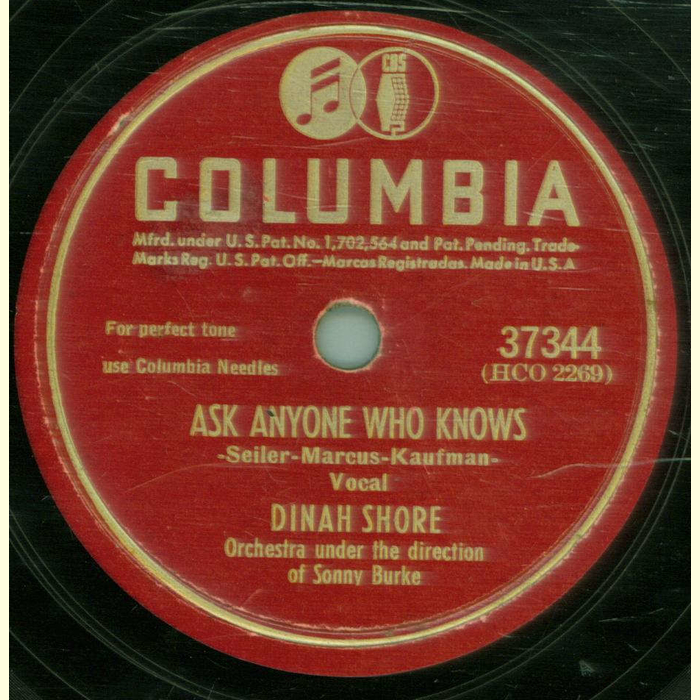 CBS
COLUMBIA
Mfrd. under U. S. Pat. No. 1,702,564 and Pat. Pending. Trade-
Marks Reg. U. S. Pat. Off.—Marcas Registradas. Made in U. S. A
For perfect tone
use Columbia Needles
37344
(HCO 2269)
ASK ANYONE WHO KNOWS
-Seiler-Marcus-Kaufman-
Vocal
DINAH SHORE
Orchestra under the direction
of Sonny Burke